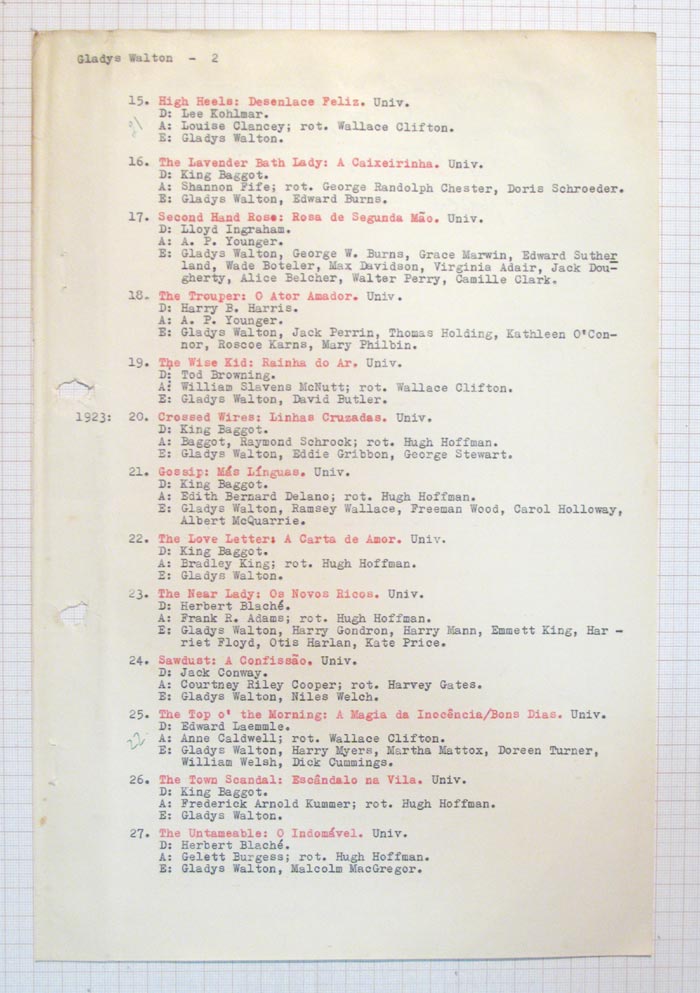 Gladys Walton - 2
15. High Heels: Desenlace Feliz. Univ.
D: Lee Kohlmar.
21
A: Louise Clancey; rot. Wallace Clifton.
E: Gladys Walton.
16. The Lavender Bath Lady: A Caixeirinha. Univ.
D: King Baggot.
A: Shannon Fife; rot. George Randolph Chester, Doris Schroeder.
E: Gladys Walton, Edward Burns.
17. Second Hand Rose: Rosa de Segunda Mão. Univ.
D: Lloyd Ingraham.
A: A. P. Younger.
E: Gladys Walton, George W. Burns, Grace Marwin, Edward Suther
land, Wade Boteler, Max Davidson, Virginia Adair, Jack Dou-
gherty, Alice Belcher, Walter Perry, Camille Clark.
18. The Trouper: O Ator Amador. Univ.
D: Harry B. Harris.
A: A. P. Younger.
E: Gladys Walton, Jack Perrin, Thomas Holding, Kathleen O'Con-
nor, Roscoe Karns, Mary Philbin.
19. The Wise Kid: Rainha do Ar. Univ.
D: Tod Browning.
A: William Slavens McNutt; rot. Wallace Clifton.
E: Gladys Walton, David Butler.
1923: 20. Crossed Wires: Linhas Cruzadas. Univ.
D: King Baggot.
A: Baggot, Raymond Schrock; rot. Hugh Hoffman.
E: Gladys Walton, Eddie Gribbon, George Stewart.
21. Gossip: Más Línguas. Univ.
D: King Baggot.
A: Edith Bernard Delano; rot. Hugh Hoffman.
E: Gladys Walton, Ramsey Wallace, Freeman Wood, Carol Holloway,
Albert McQuarrie.
22. The Love Letter: A Carta de Amor. Univ.
D: King Baggot.
A: Bradley King; rot. Hugh Hoffman.
E: Gladys Walton.
23. The Near Lady: Os Novos Ricos. Univ.
D: Herbert Blaché.
A: Frank R. Adams; rot. Hugh Hoffman.
E: Gladys Walton, Harry Gondron, Harry Mann, Emmett King, Har -
riet Floyd, Otis Harlan, Kate Price.
24. Sawdust: A Confissão. Univ.
D: Jack Conway.
A: Courtney Riley Cooper; rot. Harvey Gates.
E: Gladys Walton, Niles Welch.
25. The Top o' the Morning: A Magia da Inocência/Bons Dias. Univ.
D: Edward Laemmle.
22
A: Anne Caldwell; rot. Wallace Clifton.
E: Gladys Walton, Harry Myers, Martha Mattox, Doreen Turner,
William Welsh, Dick Cummings.
26. The Town Scandal: Escândalo na Vila. Univ.
D: King Baggot.
A: Frederick Arnold Kummer; rot. Hugh Hoffman.
E: Gladys Walton.
27. The Untameable: O Indomável. Univ.
D: Herbert Blaché.
A: Gelett Burgess; rot. Hugh Hoffman.
E: Gladys Walton, Malcolm MacGregor.